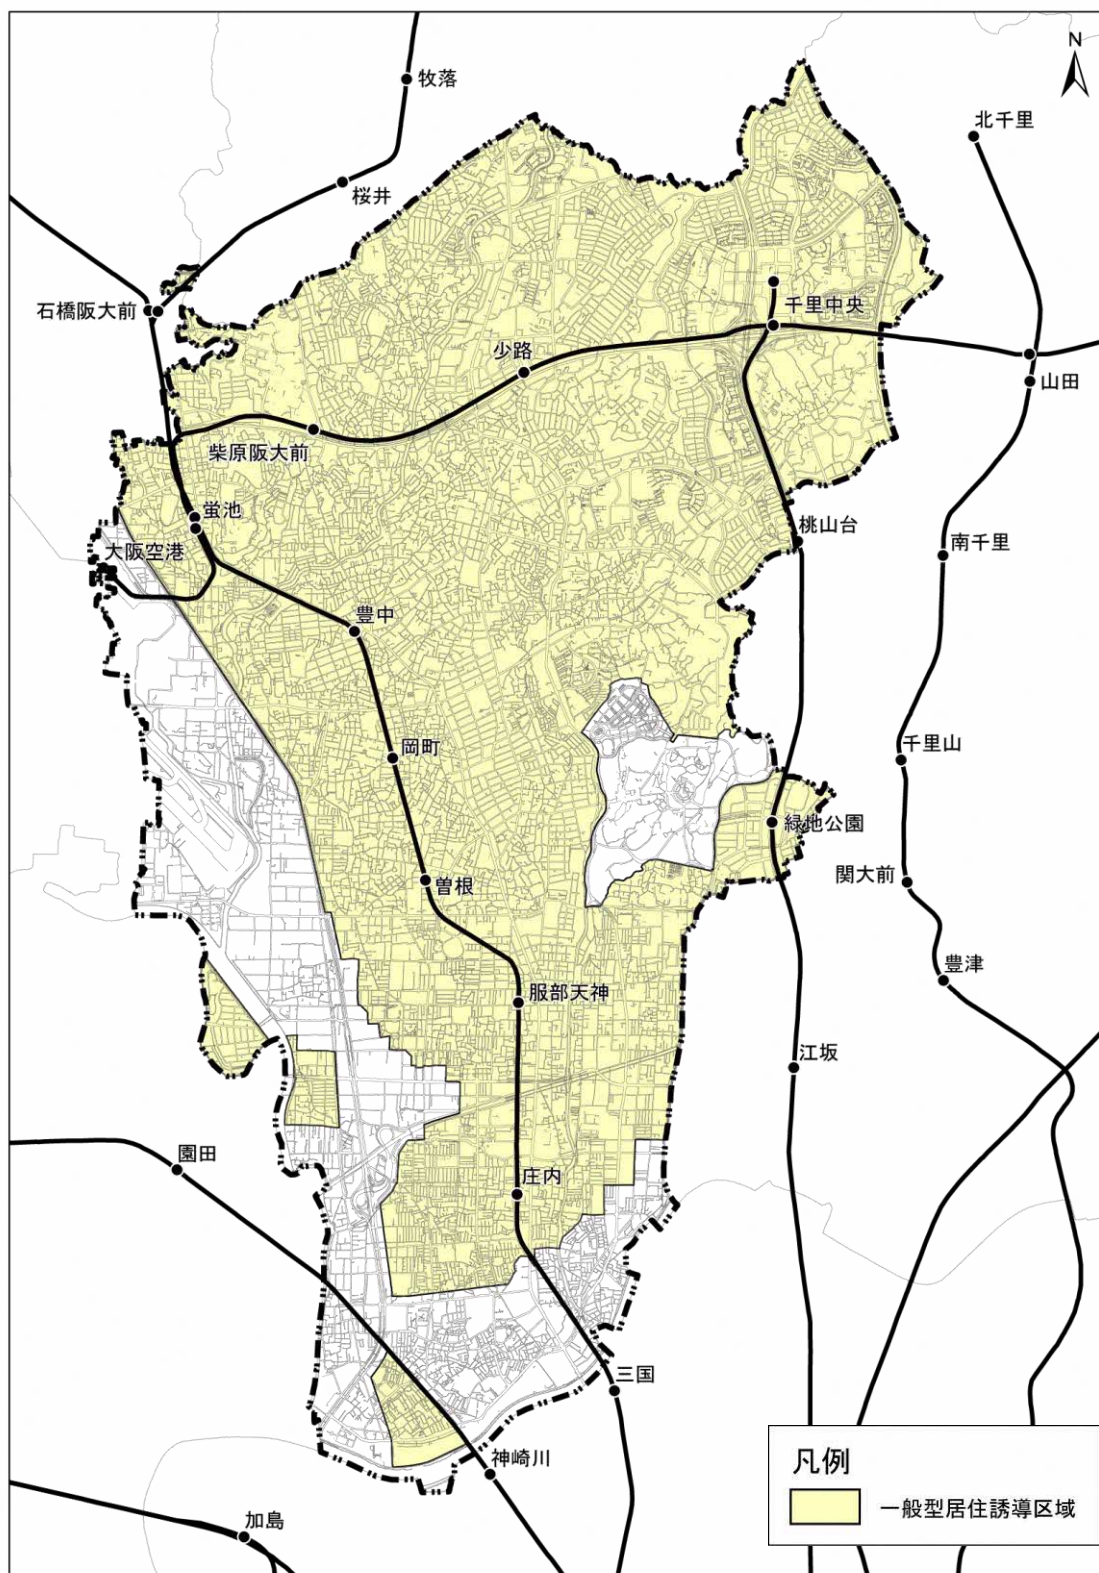 N
牧落
北千里
桜井
石橋阪大前
千里中央
少路
山田
柴原阪大前
蛍池
桃山台
大阪空港
南千里
豊中
岡町
千里山
緑地公園
関大前
曽根
豊津
服部天神
江坂
園田
庄内
三国
神崎川
加島
凡例
一般型居住誘導区域